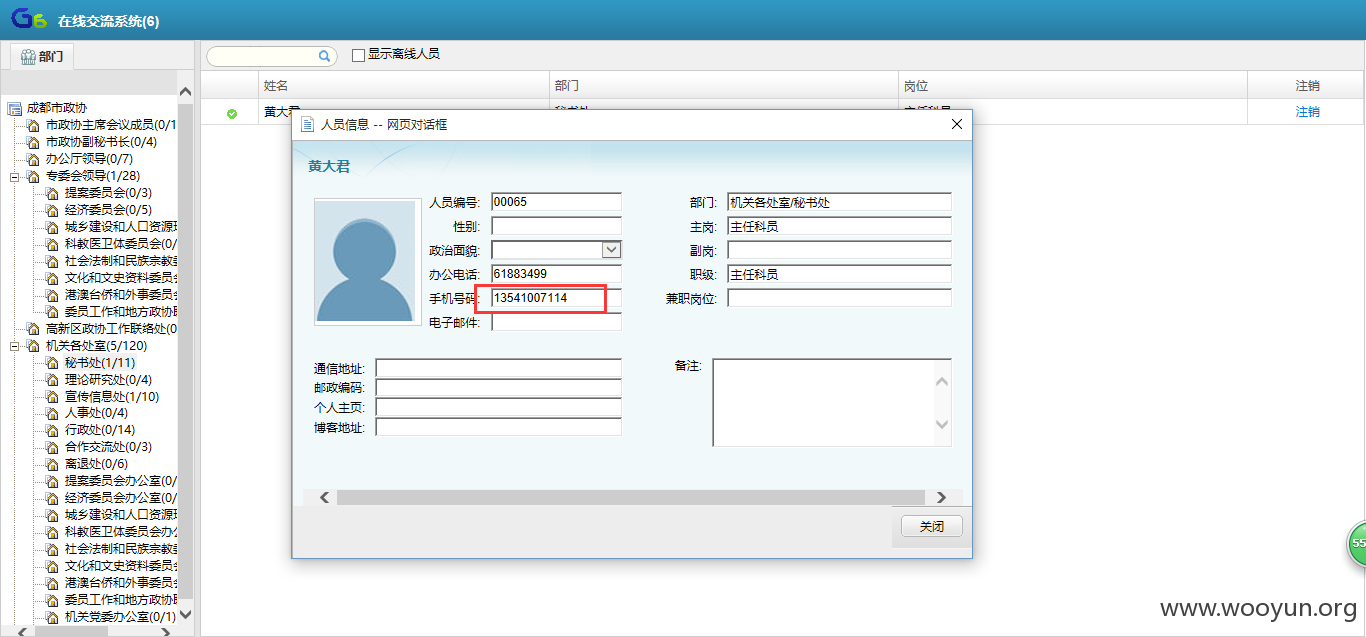 G6 在线交流系统(6)
部门
显示离线人员
姓名 部门 岗位 注销
黄大君 秘书处 主任科员 注销
成都市政协
市政协主席会议成员(0/1
市政协副秘书长(0/4)
办公厅领导(0/7)
专委会领导(1/28)
提案委员会(0/3)
经济委员会(0/5)
城乡建设和人口资源环
科教医卫体委员会(0/
社会法制和民族宗教委
文化和文史资料委员会
港澳台侨和外事委员会
委员工作和地方政协联
高新区政协工作联络处(0
机关各处室(5/120)
秘书处(1/11)
理论研究处(0/4)
宣传信息处(1/10)
人事处(0/4)
行政处(0/14)
合作交流处(0/3)
离退处(0/6)
提案委员会办公室(0/
经济委员会办公室(0/
城乡建设和人口资源环
科教医卫体委员会办公
社会法制和民族宗教委
文化和文史资料委员会
港澳台侨和外事委员会
委员工作和地方政协联
机关党委办公室(0/1)
人员信息 -- 网页对话框
黄大君
人员编号: 00065 部门: 机关各处室/秘书处
性别: 主岗: 主任科员
政治面貌: 副岗:
办公电话: 61883499 职级: 主任科员
手机号码: 13541007114 兼职岗位:
电子邮件:
通信地址: 备注:
邮政编码:
个人主页:
博客地址:
关闭
55
www.wooyun.org